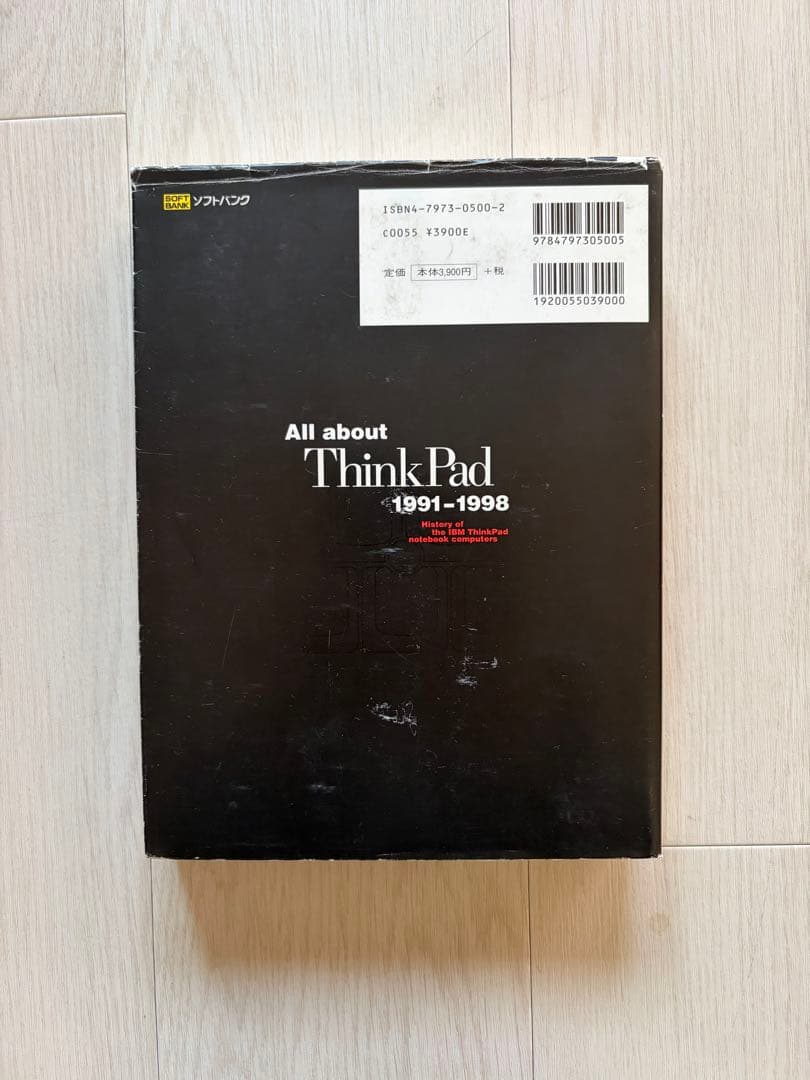 SOFT
BANK
ソフトバンク
ISBN4-7973-0500-2
C0055 ¥3900E
定価 本体3,900円 +税
9784797305005
1920055039000
All about
ThinkPad
1991-1998
History of
the IBM ThinkPad
notebook computers